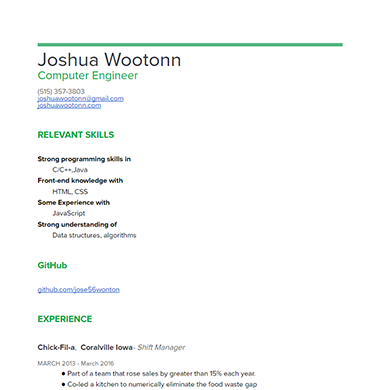 Joshua Wootonn
Computer Engineer
(515) 357-3803
joshuawootonn@gmail.com
joshuawootonn.com
RELEVANT SKILLS
Strong programming skills in
C/C++,Java
Front-end knowledge with
HTML, CSS
Some Experience with
JavaScript
Strong understanding of
Data structures, algorithms
GitHub
github.com/jose56wonton
EXPERIENCE
Chick-Fil-a, Coralville Iowa- Shift Manager
MARCH 2013 - March 2016
● Part of a team that rose sales by greater than 15% each year.
● Co-led a kitchen to numerically eliminate the food waste gap